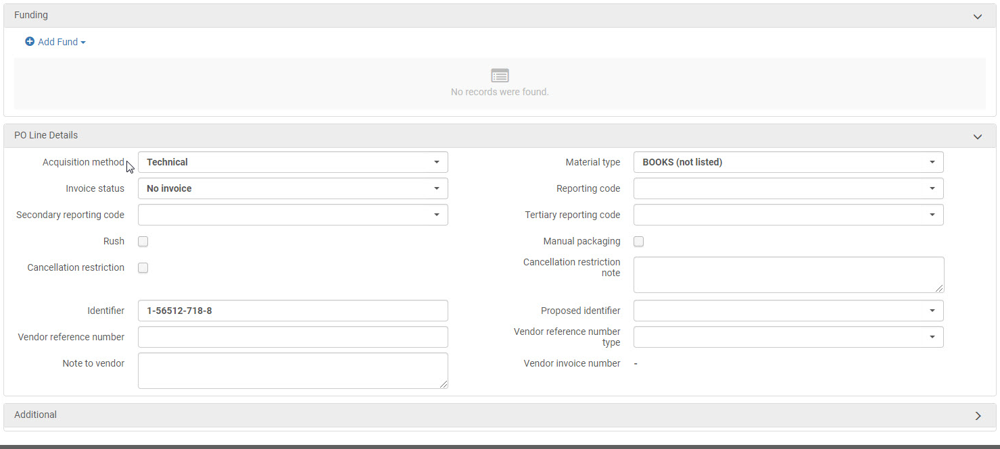 Funding
Add Fund
No records were found.
PO Line Details
Acquisition method Technical Material type BOOKS (not listed)
Invoice status No invoice Reporting code
Secondary reporting code Tertiary reporting code
Rush Manual packaging
Cancellation restriction Cancellation restriction
note
Identifier 1-56512-718-8 Proposed identifier
Vendor reference number Vendor reference number
type
Note to vendor Vendor invoice number -
Additional